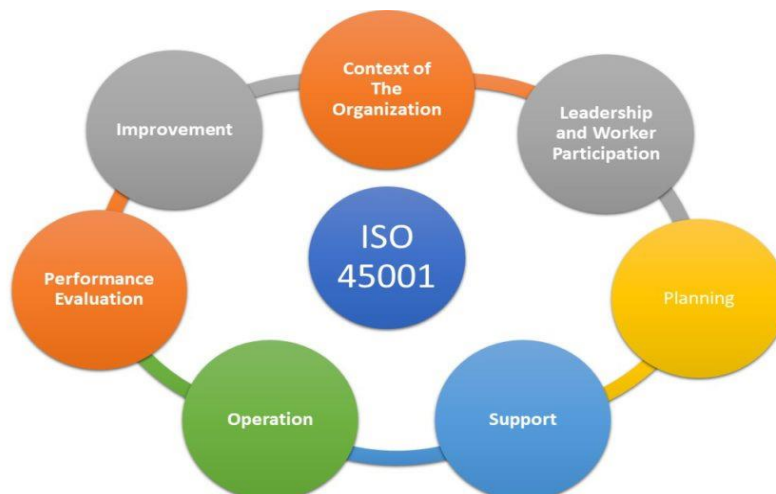 Context of
The
Organization
Leadership
and Worker
Participation
Planning
Support
Operation
Performance
Evaluation
Improvement
ISO
45001